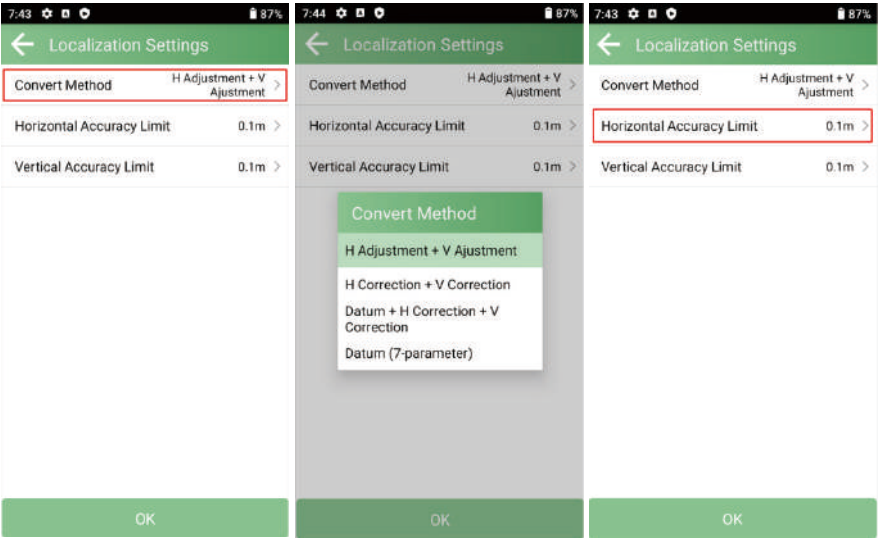 7:43 87%
Localization Settings
Convert Method
H Adjustment + V
Ajustment
Horizontal Accuracy Limit 0.1m
Vertical Accuracy Limit 0.1m
OK
7:44 87%
Localization Settings
Convert Method
H Adjustment + V
Ajustment
Horizontal Accuracy Limit 0.1m
Vertical Accuracy Limit 0.1m
Convert Method
H Adjustment + V Ajustment
H Correction + V Correction
Datum + H Correction + V
Correction
Datum (7-parameter)
OK
7:43 87%
Localization Settings
Convert Method
H Adjustment + V
Ajustment
Horizontal Accuracy Limit 0.1m
Vertical Accuracy Limit 0.1m
OK